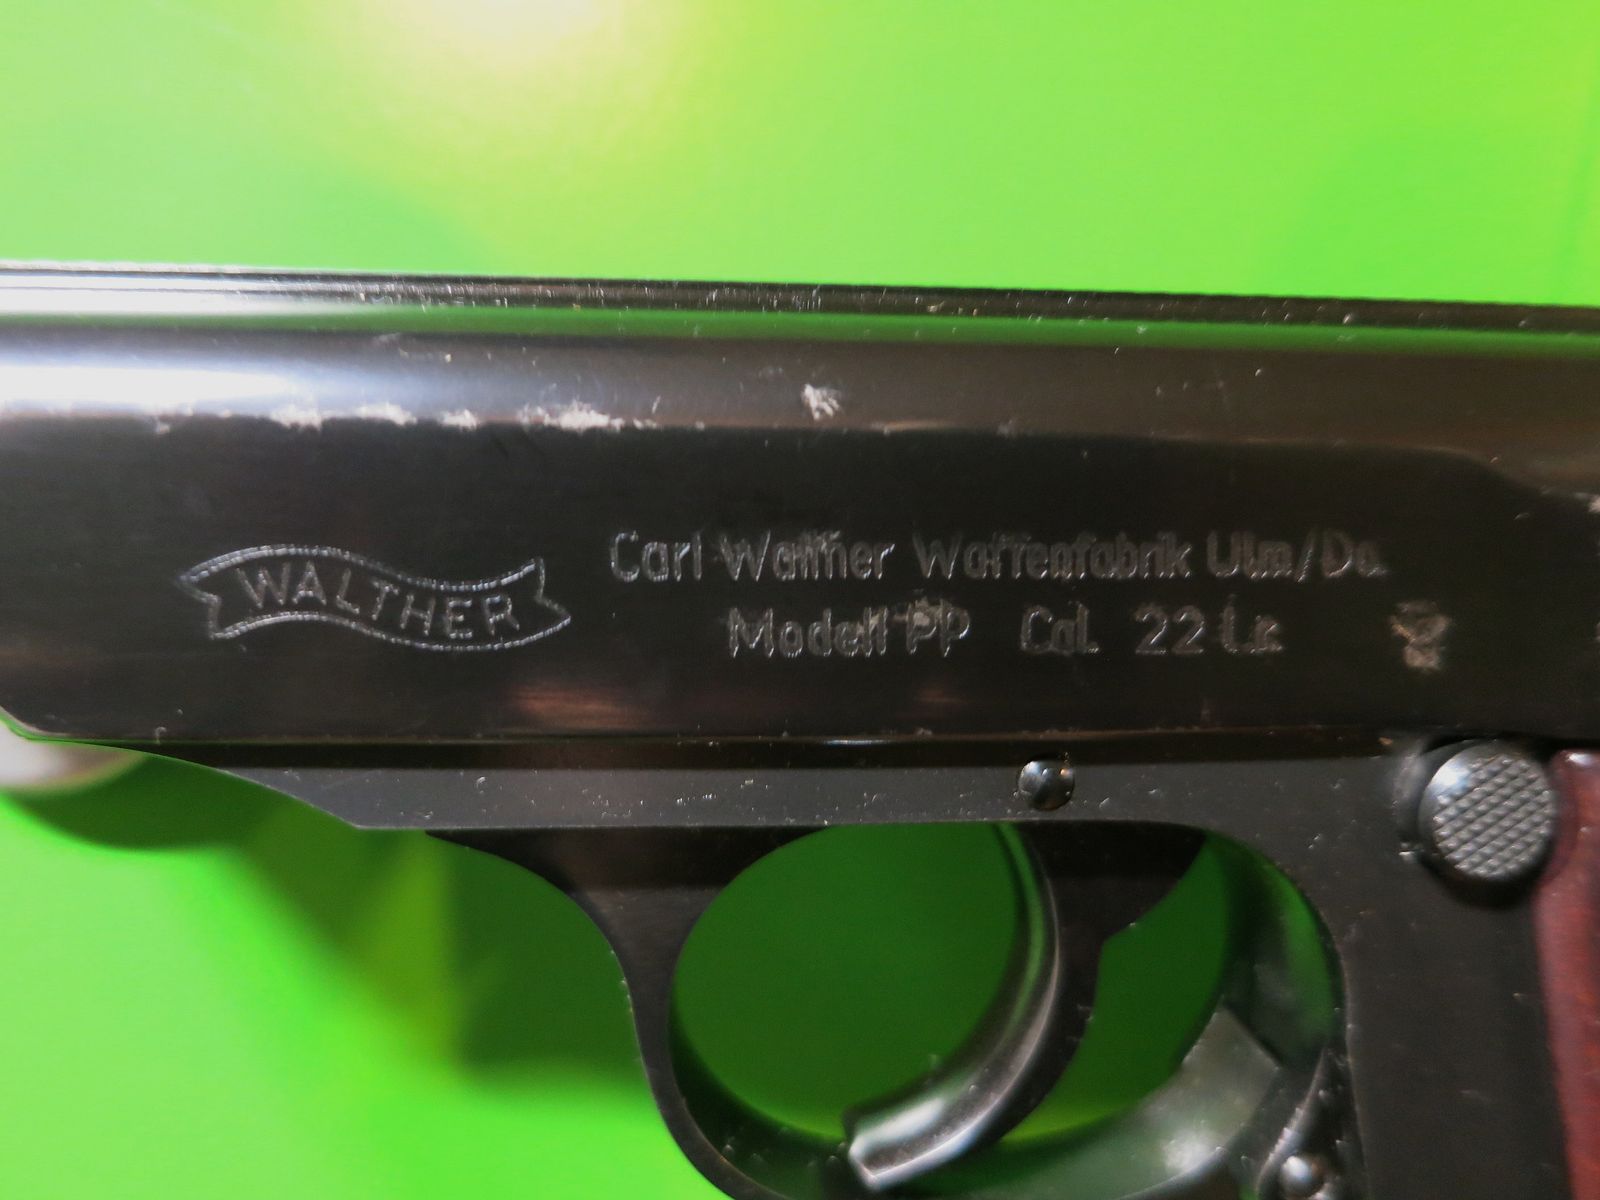 WALTHER
Carl Walther Waffenfabrik Ulm/Do.
Modell PP Cal. 22 l.r.